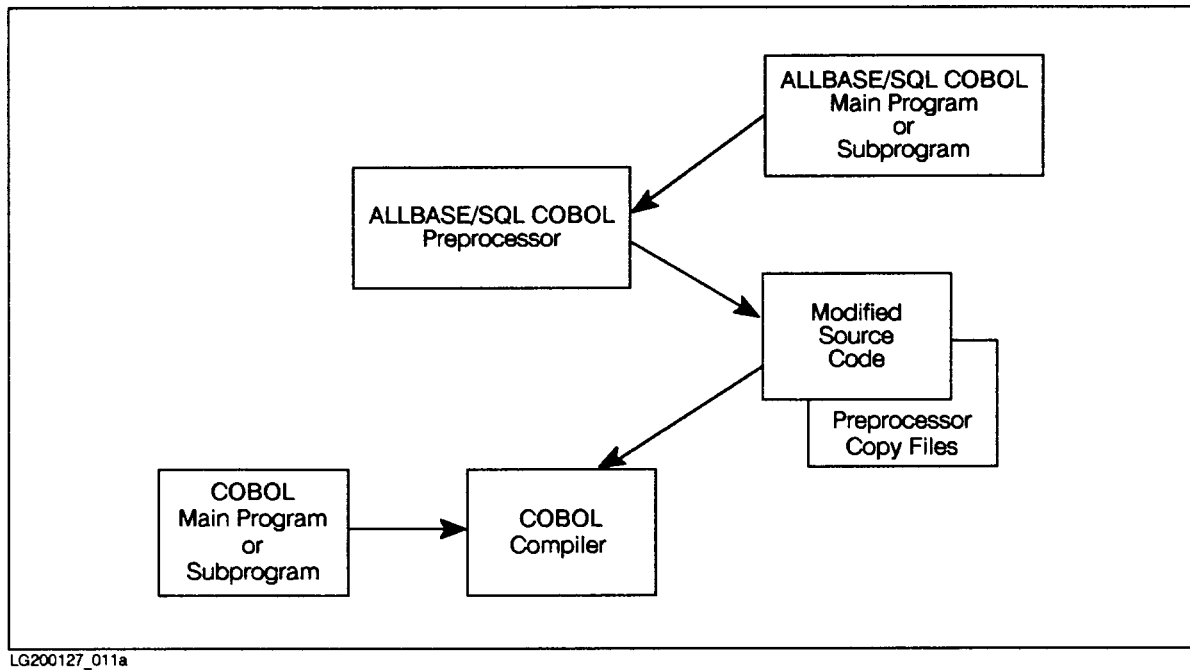 ALLBASE/SQL COBOL
Main Program
or
Subprogram
ALLBASE/SQL COBOL
Preprocessor
Modified
Source
Code
Preprocessor
Copy Files
COBOL
Main Program
or
Subprogram
COBOL
Compiler
LG200127_011a